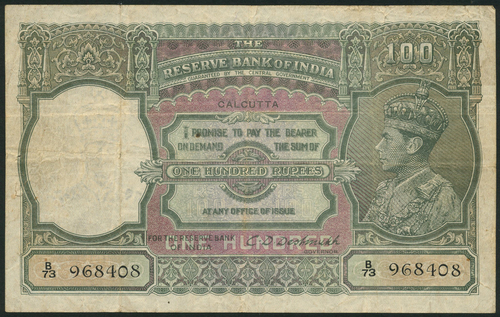 THE
RESERVE BANK OF INDIA
GUARANTEED BY THE CENTRAL GOVERNMENT
100
CALCUTTA
I PROMISE TO PAY THE BEARER
ON DEMAND THE SUM OF
ONE HUNDRED RUPEES
AT ANY OFFICE OF ISSUE
FOR THE RESERVE BANK
OF INDIA
C. D. Deshmukh
GOVERNOR
B/73 968408
B/73 968408